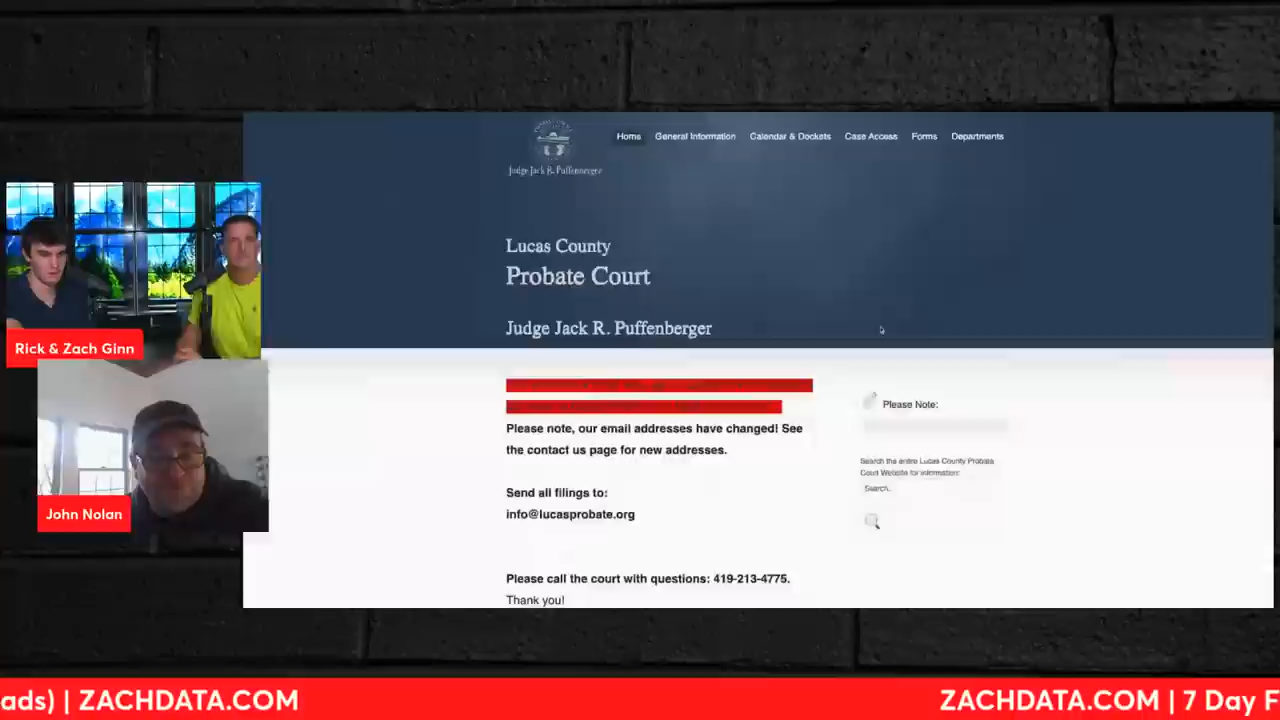 Home General Information Calendar & Dockets Case Access Forms Departments
Judge Jack R. Puffenberger
Lucas County
Probate Court
Judge Jack R. Puffenberger
Please note, our email addresses have changed! See
the contact us page for new addresses.
Send all filings to:
info@lucasprobate.org
Please call the court with questions: 419-213-4775.
Thank you!
Please Note:
Search the entire Lucas County Probate
Court Website for information:
Search..
Rick & Zach Ginn
John Nolan
ads) | ZACHDATA.COM
ZACHDATA.COM | 7 Day F